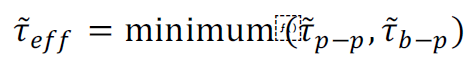 τ̃_eff = minimum (τ̃_p−p, τ̃_b−p)